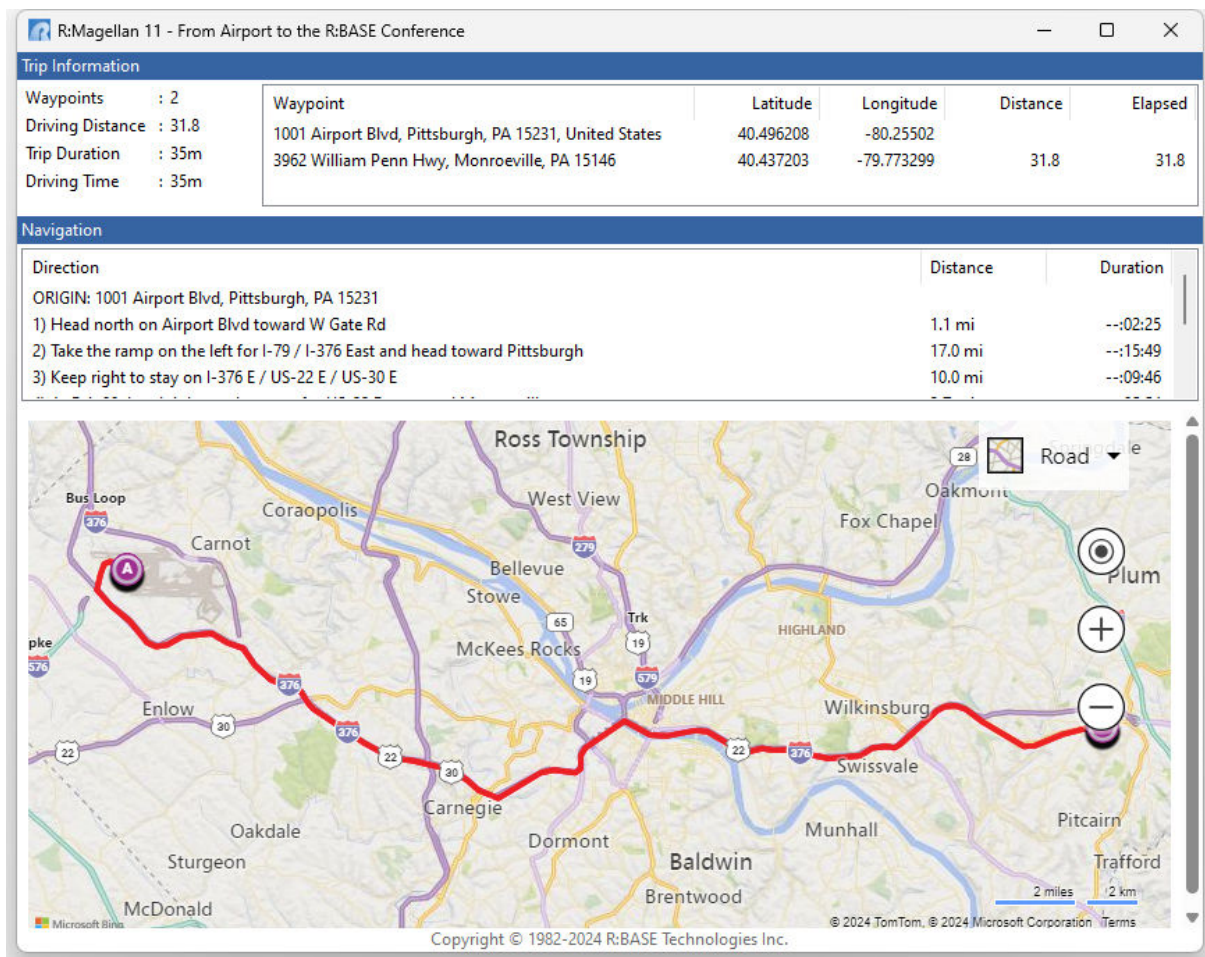 R:Magellan 11 - From Airport to the R:BASE Conference
Trip Information
Waypoints : 2
Driving Distance : 31.8
Trip Duration : 35m
Driving Time : 35m
Waypoint Latitude Longitude Distance Elapsed
1001 Airport Blvd, Pittsburgh, PA 15231, United States 40.496208 -80.25502
3962 William Penn Hwy, Monroeville, PA 15146 40.437203 -79.773299 31.8 31.8
Navigation
Direction Distance Duration
ORIGIN: 1001 Airport Blvd, Pittsburgh, PA 15231
1) Head north on Airport Blvd toward W Gate Rd 1.1 mi --:02:25
2) Take the ramp on the left for I-79 / I-376 East and head toward Pittsburgh 17.0 mi --:15:49
3) Keep right to stay on I-376 E / US-22 E / US-30 E 10.0 mi --:09:46
Ross Township
28
Road
Oakmont
Bus Loop
West View
376
Coraopolis
Fox Chapel
Carnot
279
A
Bellevue
Plum
Stowe
65
Trk
HIGHLAND
pke
McKees Rocks
19
576
376
19
579
MIDDLE HILL
Enlow
30
Wilkinsburg
376
22
22
22
376
30
Swissvale
Carnegie
Pitcairn
Oakdale
Munhall
Dormont
Sturgeon
Baldwin
Trafford
2 miles 2 km
Brentwood
McDonald
Microsoft Bing
© 2024 TomTom, © 2024 Microsoft Corporation Terms
Copyright © 1982-2024 R:BASE Technologies Inc.